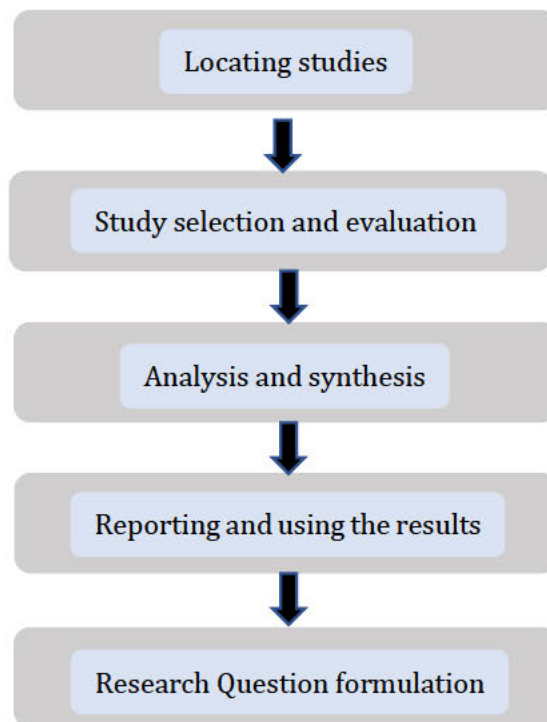 Locating studies
Study selection and evaluation
Analysis and synthesis
Reporting and using the results
Research Question formulation